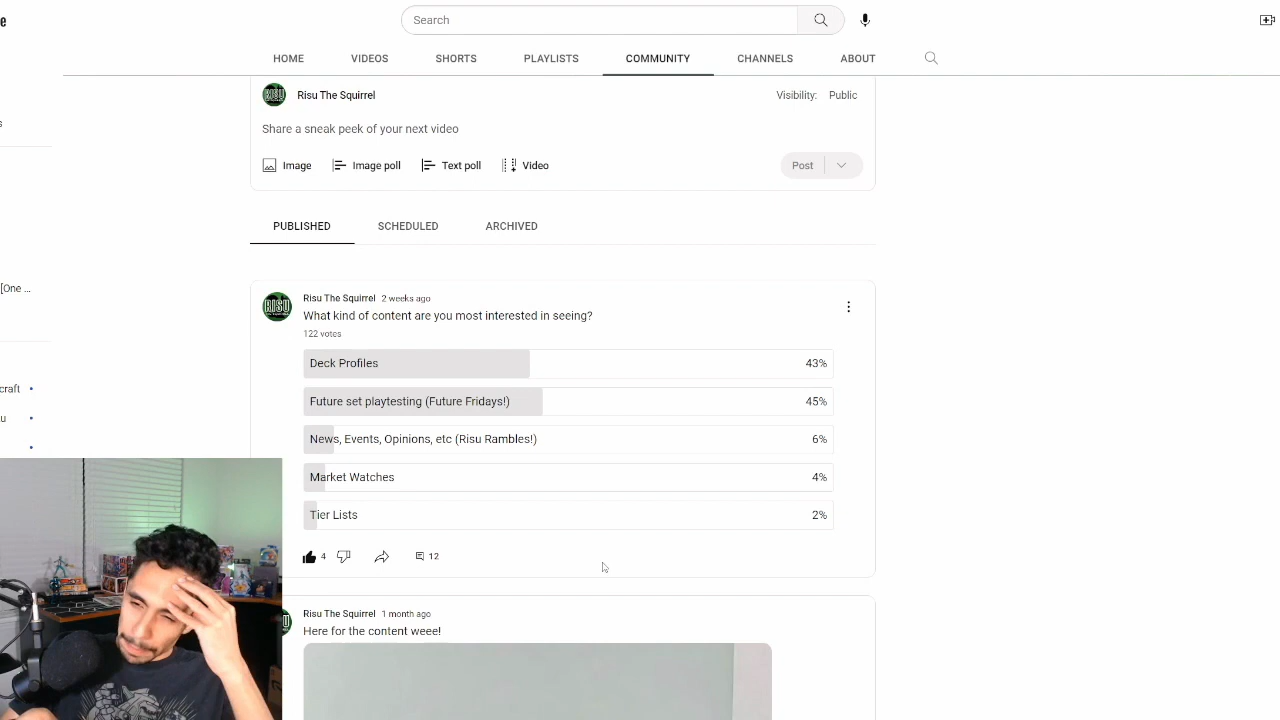 e
Search
HOME VIDEOS SHORTS PLAYLISTS COMMUNITY CHANNELS ABOUT
RISU Risu The Squirrel Visibility: Public
s
Share a sneak peek of your next video
Image Image poll Text poll Video Post
PUBLISHED SCHEDULED ARCHIVED
[One ...
RISU Risu The Squirrel 2 weeks ago
What kind of content are you most interested in seeing?
122 votes
Deck Profiles 43%
craft
Future set playtesting (Future Fridays!) 45%
u
News, Events, Opinions, etc (Risu Rambles!) 6%
Market Watches 4%
Tier Lists 2%
4 12
Risu The Squirrel 1 month ago
Here for the content weee!